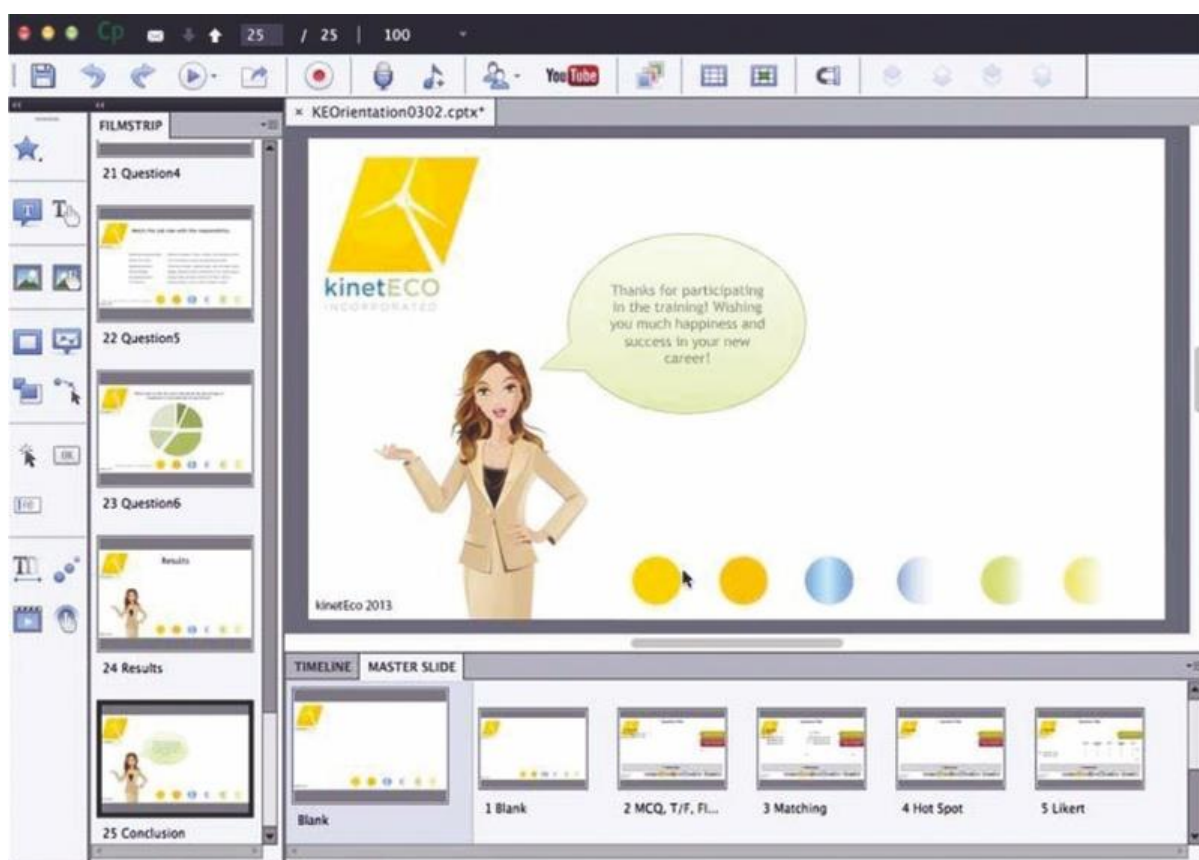 Cp
25
/ 25
100
YouTube
FILMSTRIP
× KEOrientation0302.cptx*
21 Question4
22 Question5
23 Question6
Results
24 Results
25 Conclusion
kinetECO
INCORPORATED
Thanks for participating
in the training! Wishing
you much happiness and
success in your new
career!
kinetEco 2013
TIMELINE
MASTER SLIDE
Blank
1 Blank
2 MCQ, T/F, FI...
3 Matching
4 Hot Spot
5 Likert